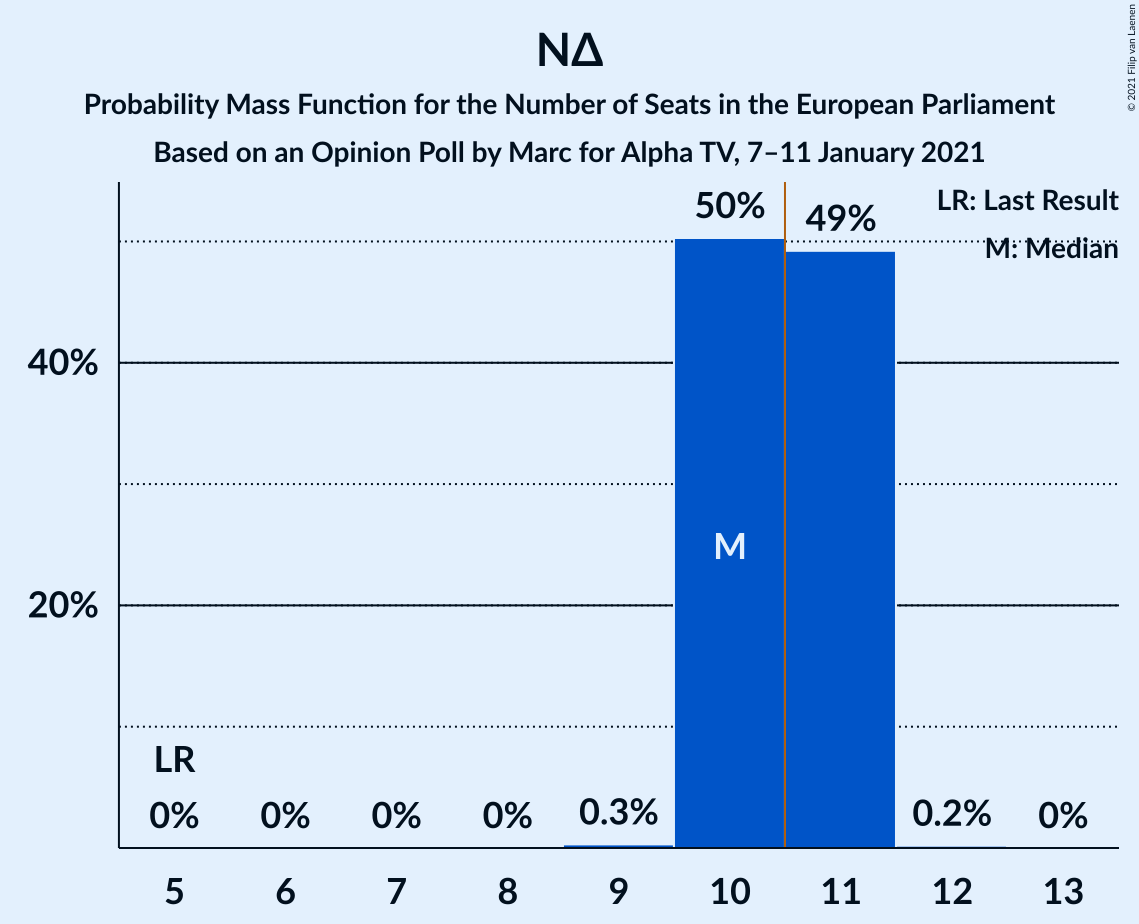 ΝΔ
Probability Mass Function for the Number of Seats in the European Parliament
Based on an Opinion Poll by Marc for Alpha TV, 7–11 January 2021
© 2021 Filip van Laenen
LR: Last Result
M: Median
50%
49%
40%
20%
M
LR
0%
0%
0%
0%
0.3%
0.2%
0%
5
6
7
8
9
10
11
12
13